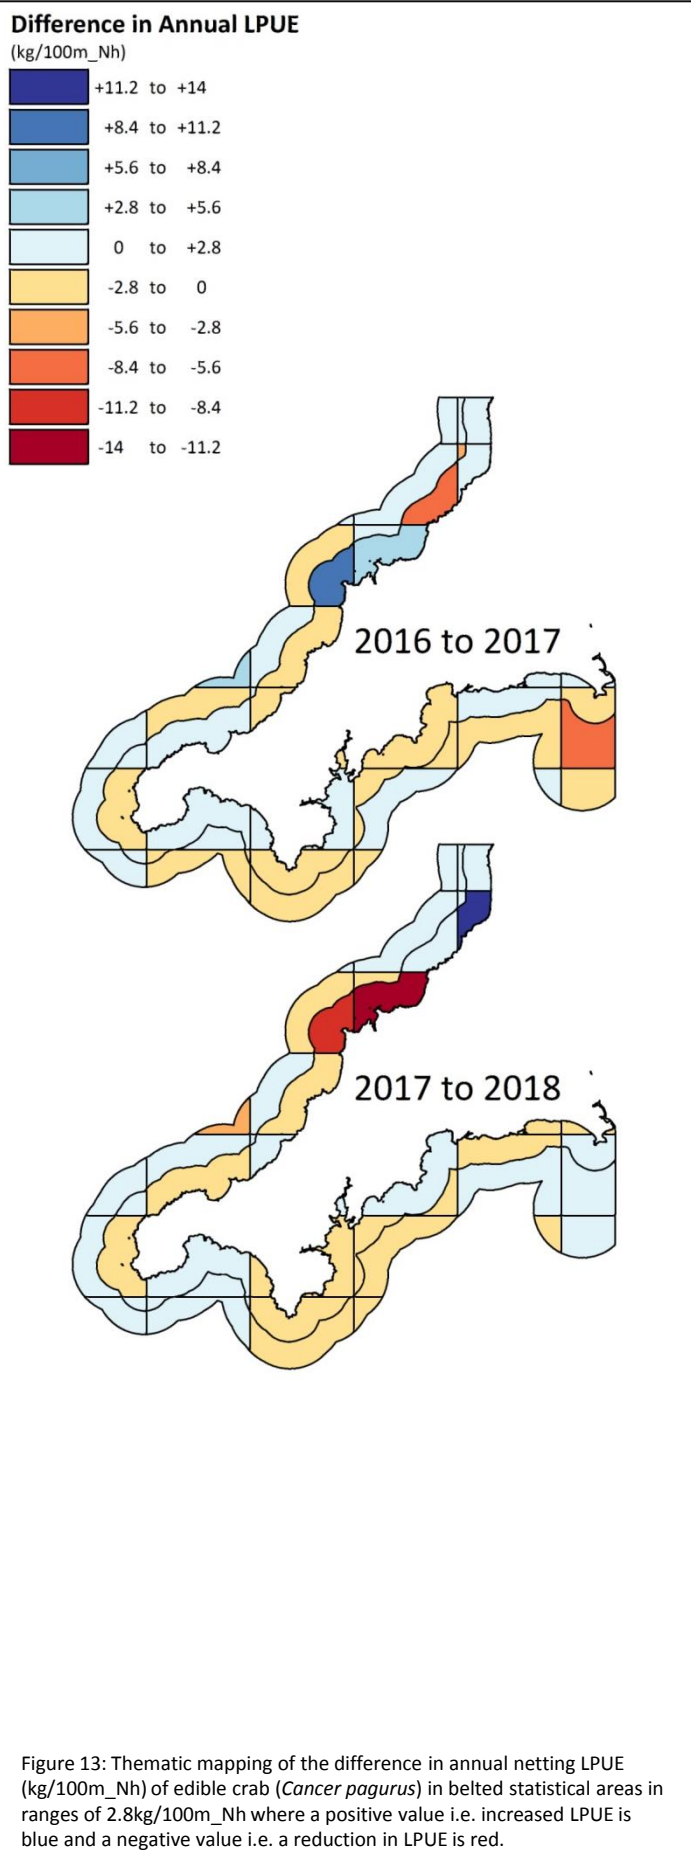 Difference in Annual LPUE
(kg/100m_Nh)
+11.2 to +14
+8.4 to +11.2
+5.6 to +8.4
+2.8 to +5.6
0 to +2.8
-2.8 to 0
-5.6 to -2.8
-8.4 to -5.6
-11.2 to -8.4
-14 to -11.2
2016 to 2017
2017 to 2018
Figure 13: Thematic mapping of the difference in annual netting LPUE
(kg/100m_Nh) of edible crab (Cancer pagurus) in belted statistical areas in
ranges of 2.8kg/100m_Nh where a positive value i.e. increased LPUE is
blue and a negative value i.e. a reduction in LPUE is red.